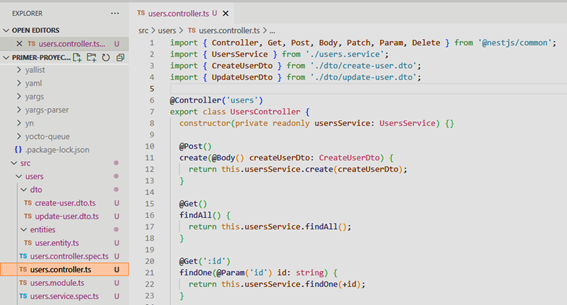 EXPLORER
OPEN EDITORS
users.controller.ts... U
PRIMER-PROYEC...
yallist
yaml
yargs
yargs-parser
yn
yocto-queue
{} .package-lock.json
src
users
dto
TS create-user.dto.ts U
TS update-user.dto.ts U
entities
TS user.entity.ts U
TS users.controller.spec.ts U
TS users.controller.ts U
TS users.module.ts U
TS users.service.spec.ts U
TS users.controller.ts U
src > users > TS users.controller.ts > ...
1 import { Controller, Get, Post, Body, Patch, Param, Delete } from '@nestjs/common';
2 import { UsersService } from './users.service';
3 import { CreateUserDto } from './dto/create-user.dto';
4 import { UpdateUserDto } from './dto/update-user.dto';
5
6 @Controller('users')
7 export class UsersController {
8 constructor(private readonly usersService: UsersService) {}
9
10 @Post()
11 create(@Body() createUserDto: CreateUserDto) {
12 return this.usersService.create(createUserDto);
13 }
14
15 @Get()
16 findAll() {
17 return this.usersService.findAll();
18 }
19
20 @Get(':id')
21 findOne(@Param('id') id: string) {
22 return this.usersService.findOne(+id);
23 }